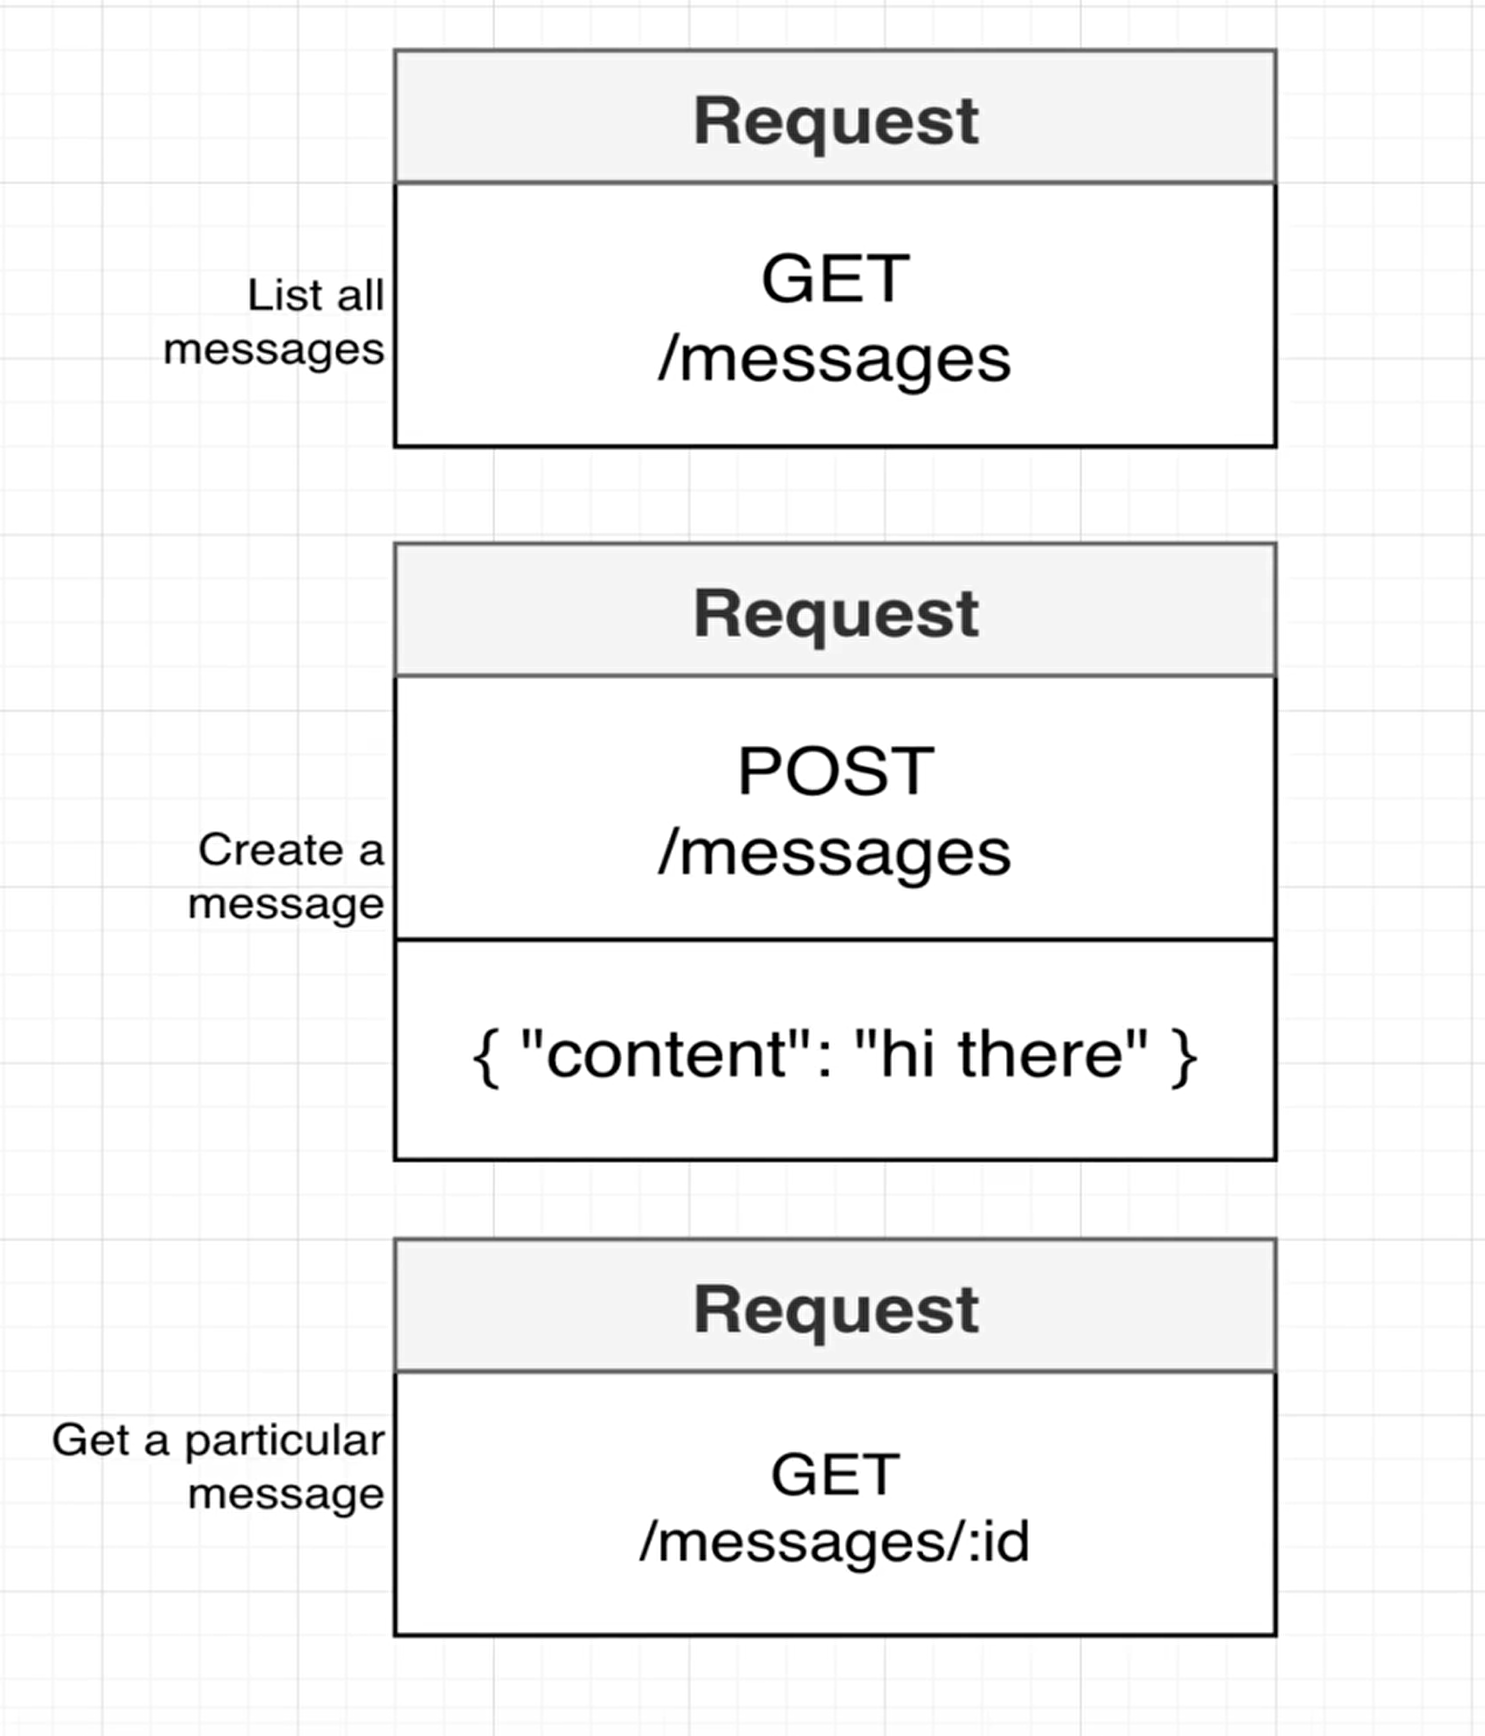 Request
List all
messages
GET
/messages
Request
Create a
message
POST
/messages
{ "content": "hi there" }
Request
Get a particular
message
GET
/messages/:id